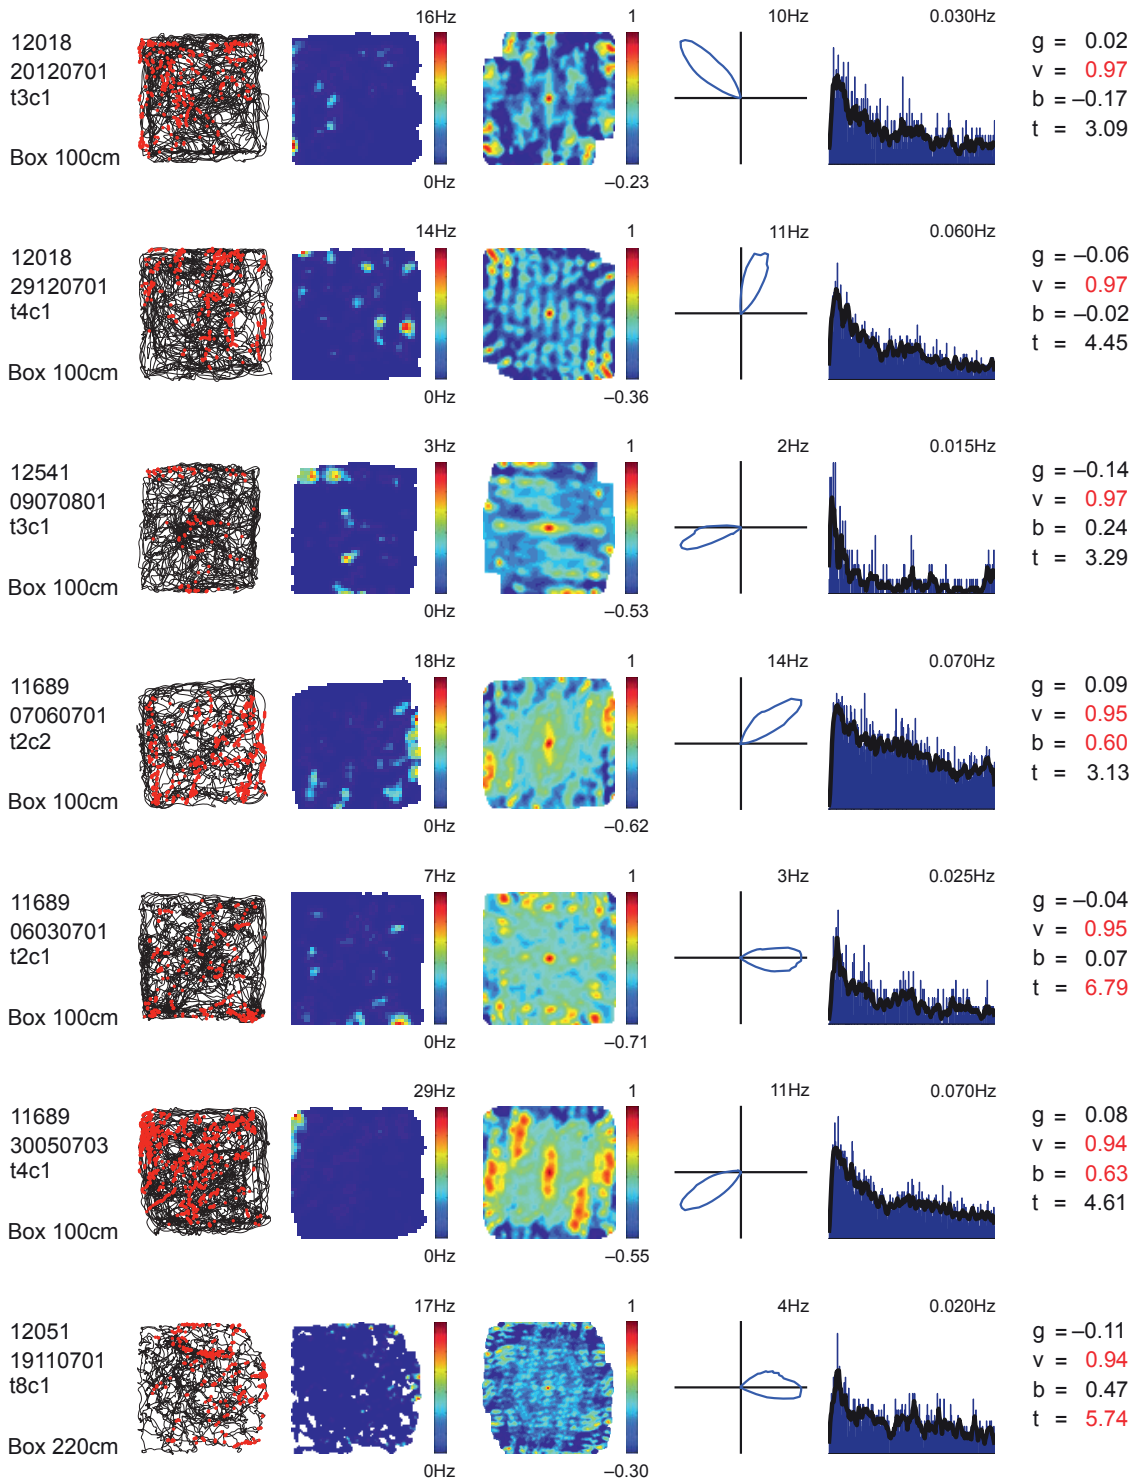 16Hz 1 10Hz 0.030Hz
12018
20120701
t3c1
Box 100cm
0Hz −0.23
g = 0.02
v = 0.97
b = −0.17
t = 3.09
14Hz 1 11Hz 0.060Hz
12018
29120701
t4c1
Box 100cm
0Hz −0.36
g = −0.06
v = 0.97
b = −0.02
t = 4.45
3Hz 1 2Hz 0.015Hz
12541
09070801
t3c1
Box 100cm
0Hz −0.53
g = −0.14
v = 0.97
b = 0.24
t = 3.29
18Hz 1 14Hz 0.070Hz
11689
07060701
t2c2
Box 100cm
0Hz −0.62
g = 0.09
v = 0.95
b = 0.60
t = 3.13
7Hz 1 3Hz 0.025Hz
11689
06030701
t2c1
Box 100cm
0Hz −0.71
g = −0.04
v = 0.95
b = 0.07
t = 6.79
29Hz 1 11Hz 0.070Hz
11689
30050703
t4c1
Box 100cm
0Hz −0.55
g = 0.08
v = 0.94
b = 0.63
t = 4.61
17Hz 1 4Hz 0.020Hz
12051
19110701
t8c1
Box 220cm
0Hz −0.30
g = −0.11
v = 0.94
b = 0.47
t = 5.74